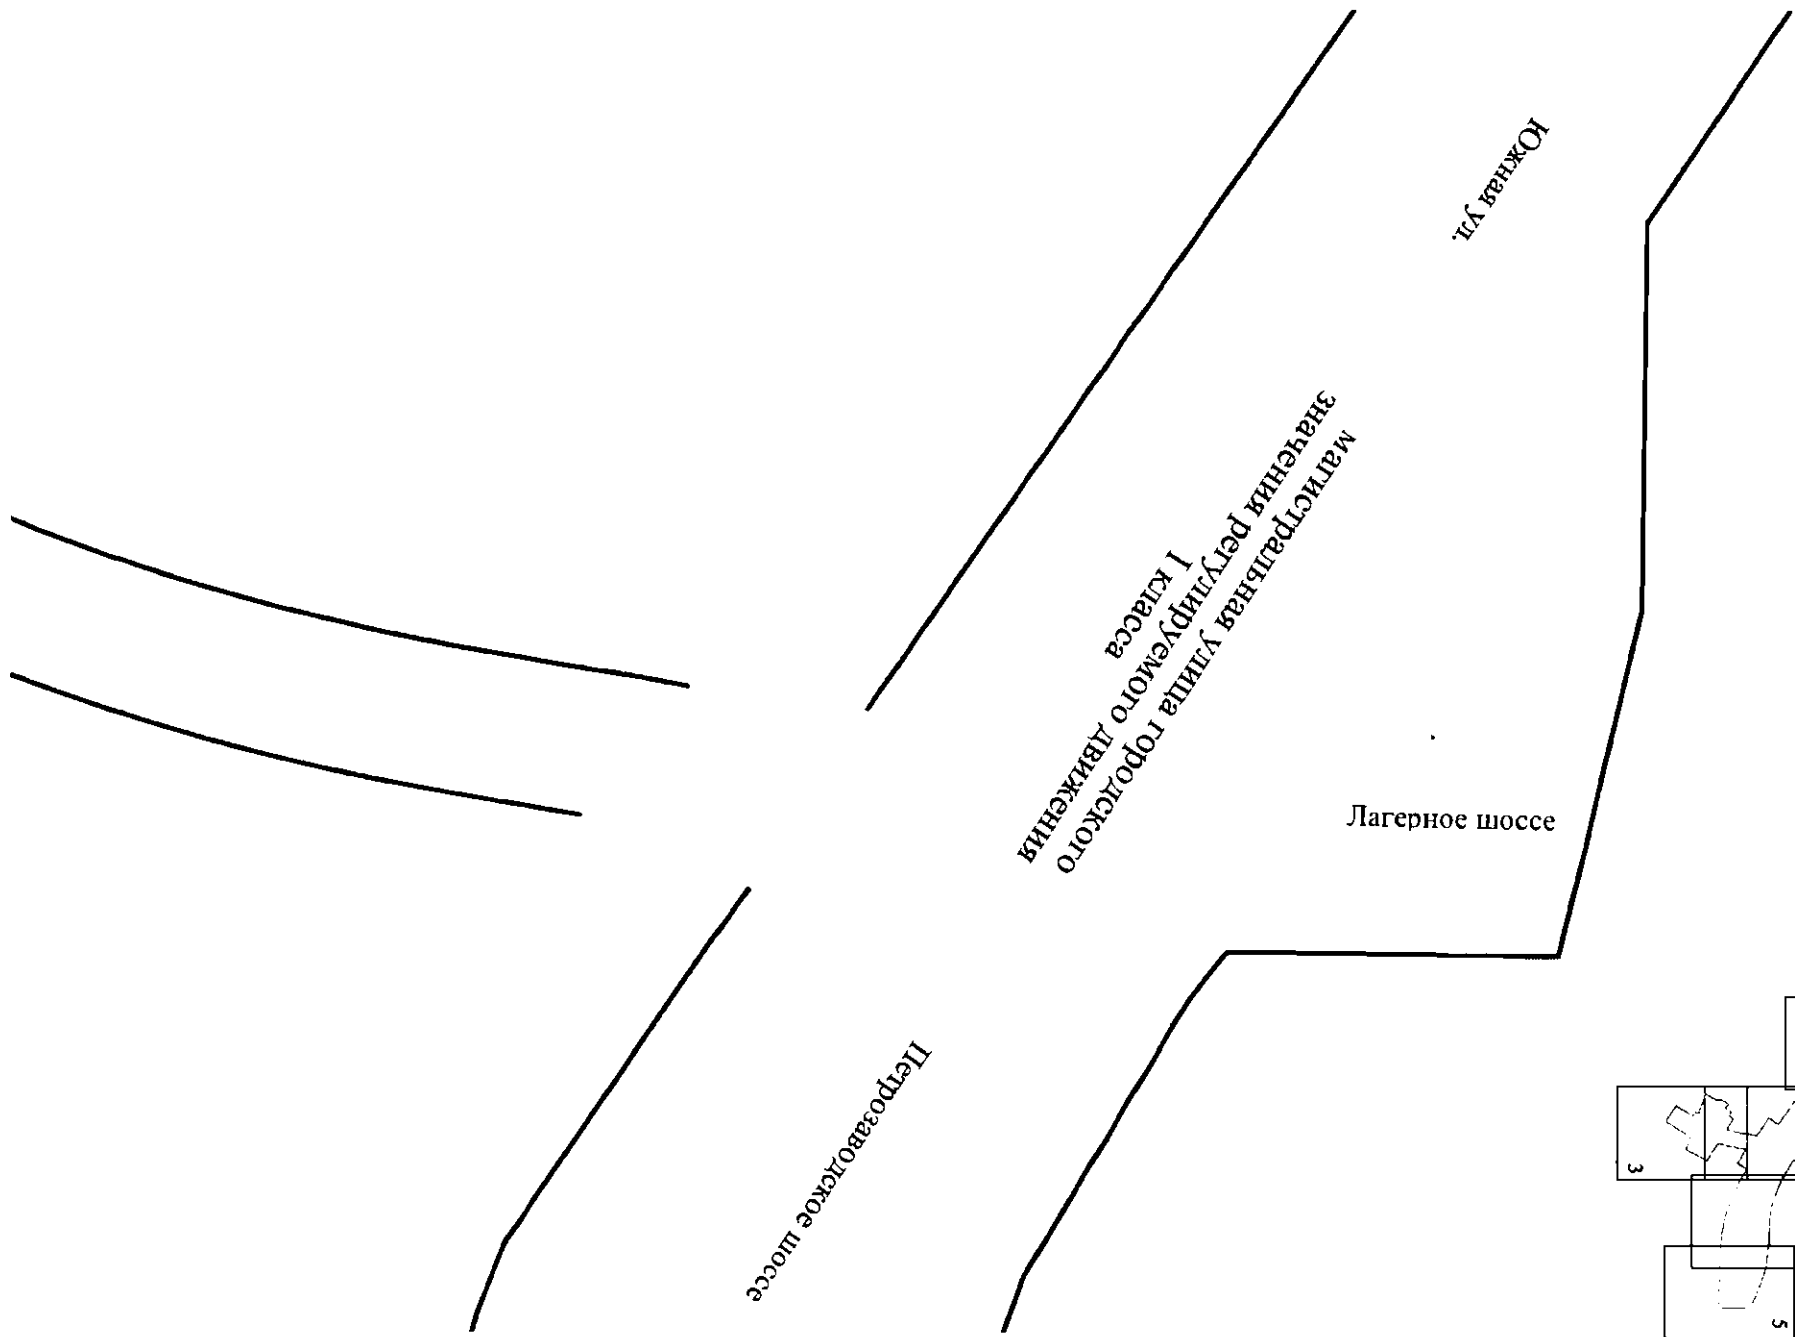 Южная ул.
магистральная улица городского
значения регулируемого движения
I класса
Лагерное шоссе
Петрозаводское шоссе
3
5